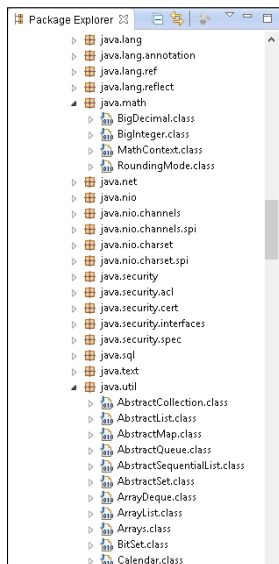 Package Explorer
java.lang
java.lang.annotation
java.lang.ref
java.lang.reflect
java.math
BigDecimal.class
BigInteger.class
MathContext.class
RoundingMode.class
java.net
java.nio
java.nio.channels
java.nio.channels.spi
java.nio.charset
java.nio.charset.spi
java.security
java.security.acl
java.security.cert
java.security.interfaces
java.security.spec
java.sql
java.text
java.util
AbstractCollection.class
AbstractList.class
AbstractMap.class
AbstractQueue.class
AbstractSequentialList.class
AbstractSet.class
ArrayDeque.class
ArrayList.class
Arrays.class
BitSet.class
Calendar.class